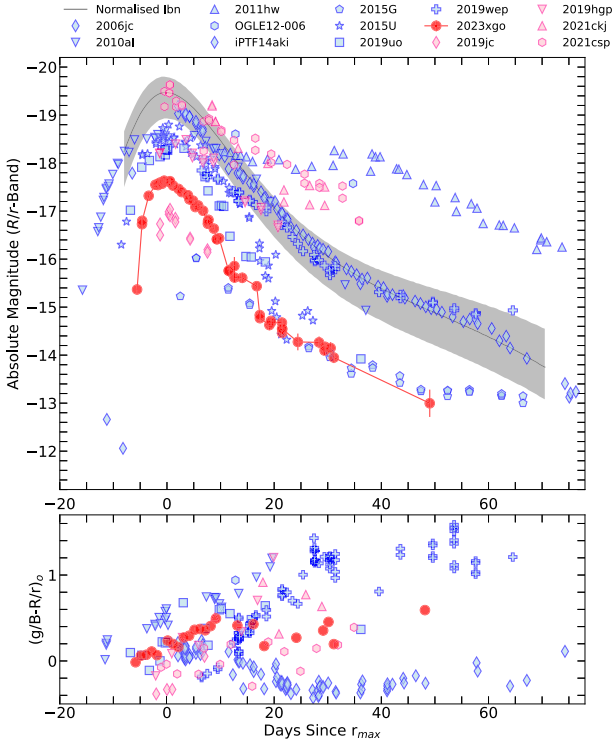 Normalised Ibn 2011hw 2015G 2019wep 2019hgp
2006jc OGLE12-006 2015U 2023xgo 2021ckj
2010al iPTF14aki 2019uo 2019jc 2021csp
−20
−19
−18
−17
−16
−15
−14
−13
−12
Absolute Magnitude (R/r-Band)
−20 0 20 40 60
1
0
(g/B-R/r)o
−20 0 20 40 60
Days Since rmax